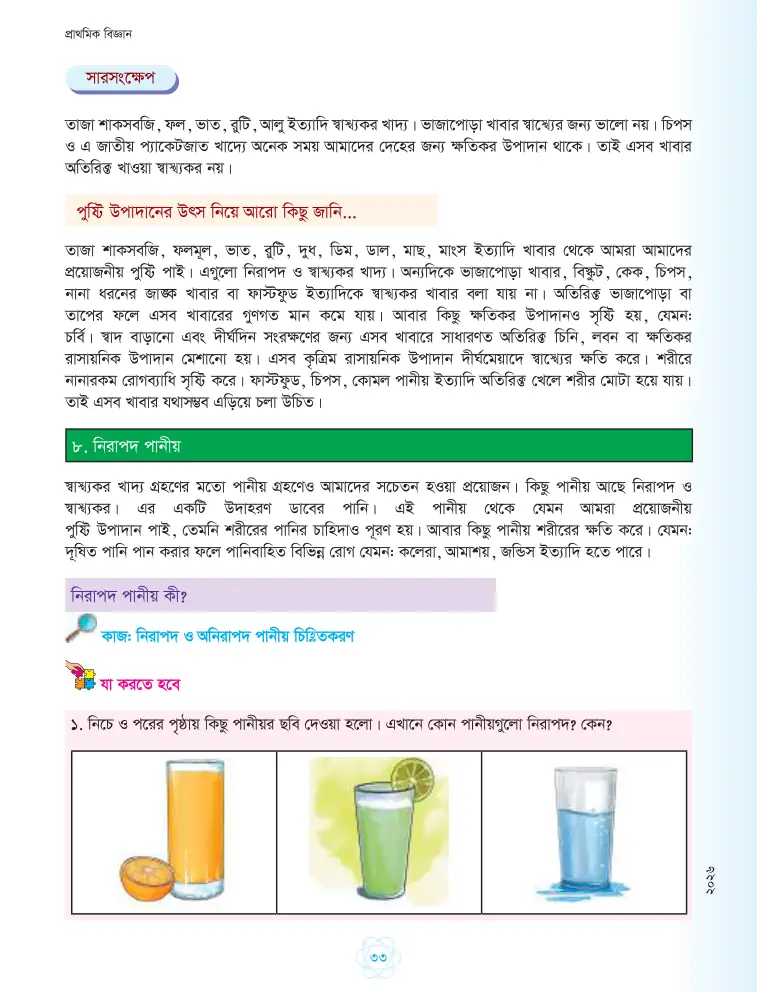 প্রাথমিক বিজ্ঞান
সারসংক্ষেপ
তাজা শাকসবজি, ফল, ভাত, রুটি, আলু ইত্যাদি স্বাস্থ্যকর খাদ্য। ভাজাপোড়া খাবার স্বাস্থ্যের জন্য ভালো নয়। চিপস
ও এ জাতীয় প্যাকেটজাত খাদ্যে অনেক সময় আমাদের দেহের জন্য ক্ষতিকর উপাদান থাকে। তাই এসব খাবার
অতিরিক্ত খাওয়া স্বাস্থ্যকর নয়।
পুষ্টি উপাদানের উৎস নিয়ে আরো কিছু জানি...
তাজা শাকসবজি, ফলমূল, ভাত, রুটি, দুধ, ডিম, ডাল, মাছ, মাংস ইত্যাদি খাবার থেকে আমরা আমাদের
প্রয়োজনীয় পুষ্টি পাই। এগুলো নিরাপদ ও স্বাস্থ্যকর খাদ্য। অন্যদিকে ভাজাপোড়া খাবার, বিস্কুট, কেক, চিপস,
নানা ধরনের জাঙ্ক খাবার বা ফাস্টফুড ইত্যাদিকে স্বাস্থ্যকর খাবার বলা যায় না। অতিরিক্ত ভাজাপোড়া বা
তাপের ফলে এসব খাবারের গুণগত মান কমে যায়। আবার কিছু ক্ষতিকর উপাদানও সৃষ্টি হয়, যেমন:
চর্বি। স্বাদ বাড়ানো এবং দীর্ঘদিন সংরক্ষণের জন্য এসব খাবারে সাধারণত অতিরিক্ত চিনি, লবন বা ক্ষতিকর
রাসায়নিক উপাদান মেশানো হয়। এসব কৃত্রিম রাসায়নিক উপাদান দীর্ঘমেয়াদে স্বাস্থ্যের ক্ষতি করে। শরীরে
নানারকম রোগব্যাধি সৃষ্টি করে। ফাস্টফুড, চিপস, কোমল পানীয় ইত্যাদি অতিরিক্ত খেলে শরীর মোটা হয়ে যায়।
তাই এসব খাবার যথাসম্ভব এড়িয়ে চলা উচিত।
৮. নিরাপদ পানীয়
স্বাস্থ্যকর খাদ্য গ্রহণের মতো পানীয় গ্রহণেও আমাদের সচেতন হওয়া প্রয়োজন। কিছু পানীয় আছে নিরাপদ ও
স্বাস্থ্যকর। এর একটি উদাহরণ ডাবের পানি। এই পানীয় থেকে যেমন আমরা প্রয়োজনীয়
পুষ্টি উপাদান পাই, তেমনি শরীরের পানির চাহিদাও পূরণ হয়। আবার কিছু পানীয় শরীরের ক্ষতি করে। যেমন:
দূষিত পানি পান করার ফলে পানিবাহিত বিভিন্ন রোগ যেমন: কলেরা, আমাশয়, জন্ডিস ইত্যাদি হতে পারে।
নিরাপদ পানীয় কী?
কাজ: নিরাপদ ও অনিরাপদ পানীয় চিহ্নিতকরণ
যা করতে হবে
১. নিচে ও পরের পৃষ্ঠায় কিছু পানীয়র ছবি দেওয়া হলো। এখানে কোন পানীয়গুলো নিরাপদ? কেন?
২০২৬
৩৩